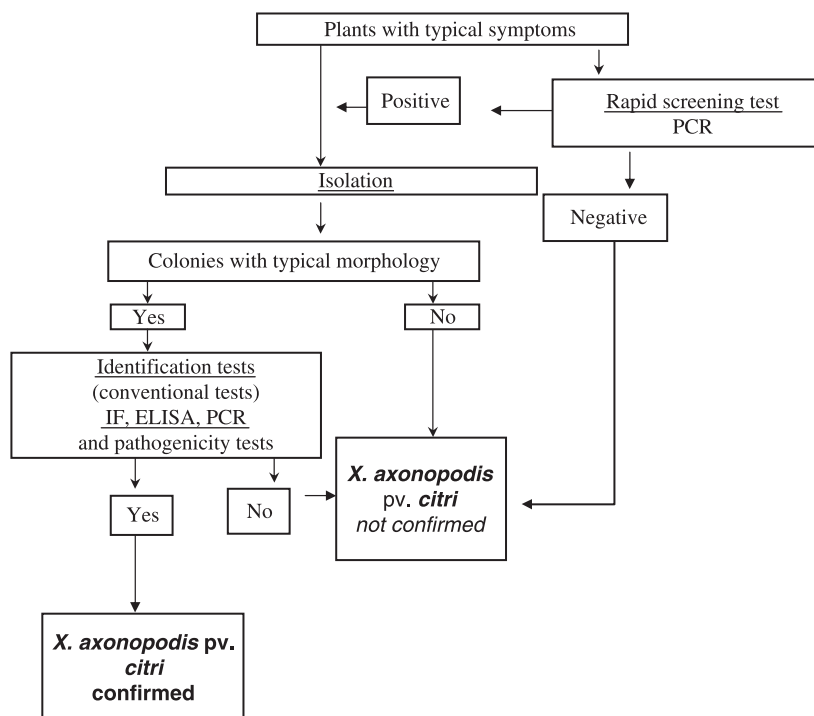 Plants with typical symptoms
Positive
Rapid screening test
PCR
Isolation
Negative
Colonies with typical morphology
Yes
No
Identification tests
(conventional tests)
IF, ELISA, PCR
and pathogenicity tests
X. axonopodis
pv. citri
not confirmed
Yes
No
X. axonopodis pv.
citri
confirmed